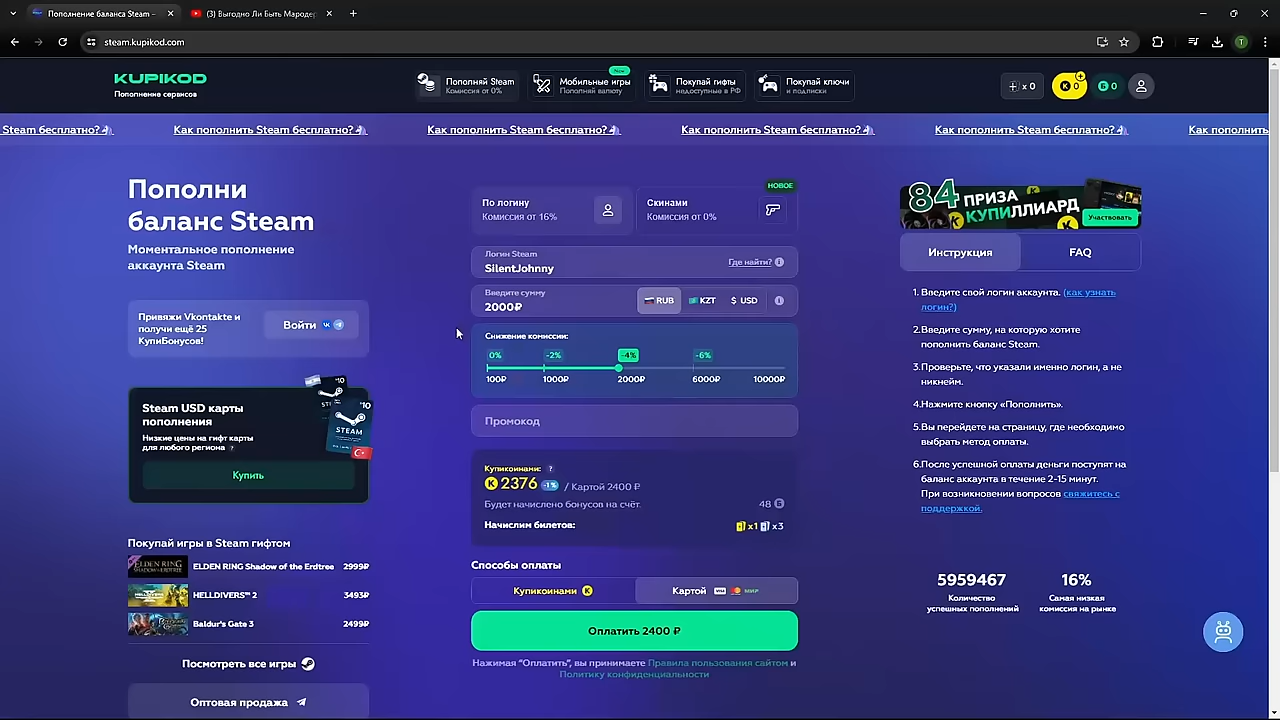 Пополнение баланса Steam –
(3) Выгодно Ли Быть Мародер
steam.kupikod.com
KUPIKOD
Пополнение сервисов
Пополняй Steam
Комиссия от 0%
New
Мобильные игры
Пополняй валюту
Покупай гифты
недоступные в РФ
Покупай ключи
и подписки
x 0
K 0
Б 0
Steam бесплатно?
Как пополнить Steam бесплатно?
Как пополнить Steam бесплатно?
Как пополнить Steam бесплатно?
Как пополнить Steam бесплатно?
Как пополнить
Пополни
баланс Steam
Моментальное пополнение
аккаунта Steam
Привяжи Vkontakte и
получи ещё 25
КупиБонусов!
Войти
Steam USD карты
пополнения
Низкие цены на гифт карты
для любого региона ?
Купить
STEAM
Покупай игры в Steam гифтом
ELDEN RING Shadow of the Erdtree 2999₽
HELLDIVERS™ 2 3493₽
Baldur's Gate 3 2499₽
Посмотреть все игры
Оптовая продажа
По логину
Комиссия от 16%
НОВОЕ
Скинами
Комиссия от 0%
Логин Steam
SilentJohnny
Где найти?
Введите сумму
2000₽
RUB KZT $ USD
Снижение комиссии:
0% -2% -4% -6%
100₽ 1000₽ 2000₽ 6000₽ 10000₽
Промокод
Купикоинами: ?
K 2376 -1% / Картой 2400 ₽
Будет начислено бонусов на счёт: 48 Б
Начислим билетов: x1 x3
Способы оплаты
Купикоинами K
Картой VISA МИР
Оплатить 2400 ₽
Нажимая "Оплатить", вы принимаете Правила пользования сайтом и
Политику конфиденциальности
84 ПРИЗА
КУПИЛЛИАРД
Участвовать
Инструкция
FAQ
1. Введите свой логин аккаунта. (как узнать
логин?)
2. Введите сумму, на которую хотите
пополнить баланс Steam.
3. Проверьте, что указали именно логин, а не
никнейм.
4. Нажмите кнопку «Пополнить».
5. Вы перейдете на страницу, где необходимо
выбрать метод оплаты.
6. После успешной оплаты деньги поступят на
баланс аккаунта в течение 2-15 минут.
При возникновении вопросов свяжитесь с
поддержкой.
5959467
Количество
успешных пополнений
16%
Самая низкая
комиссия на рынке